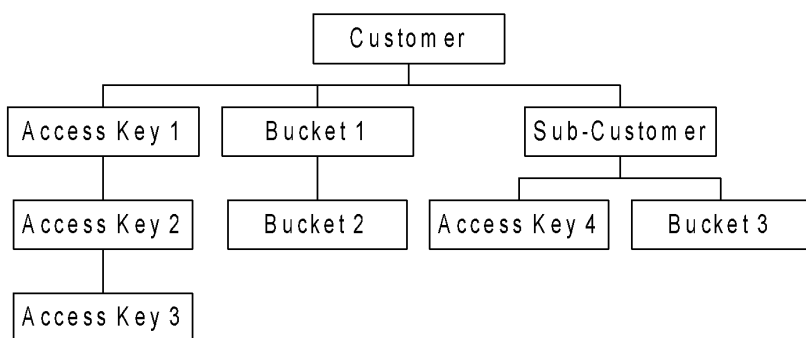 Customer
Access Key 1
Bucket 1
Sub-Customer
Access Key 2
Bucket 2
Access Key 4
Bucket 3
Access Key 3